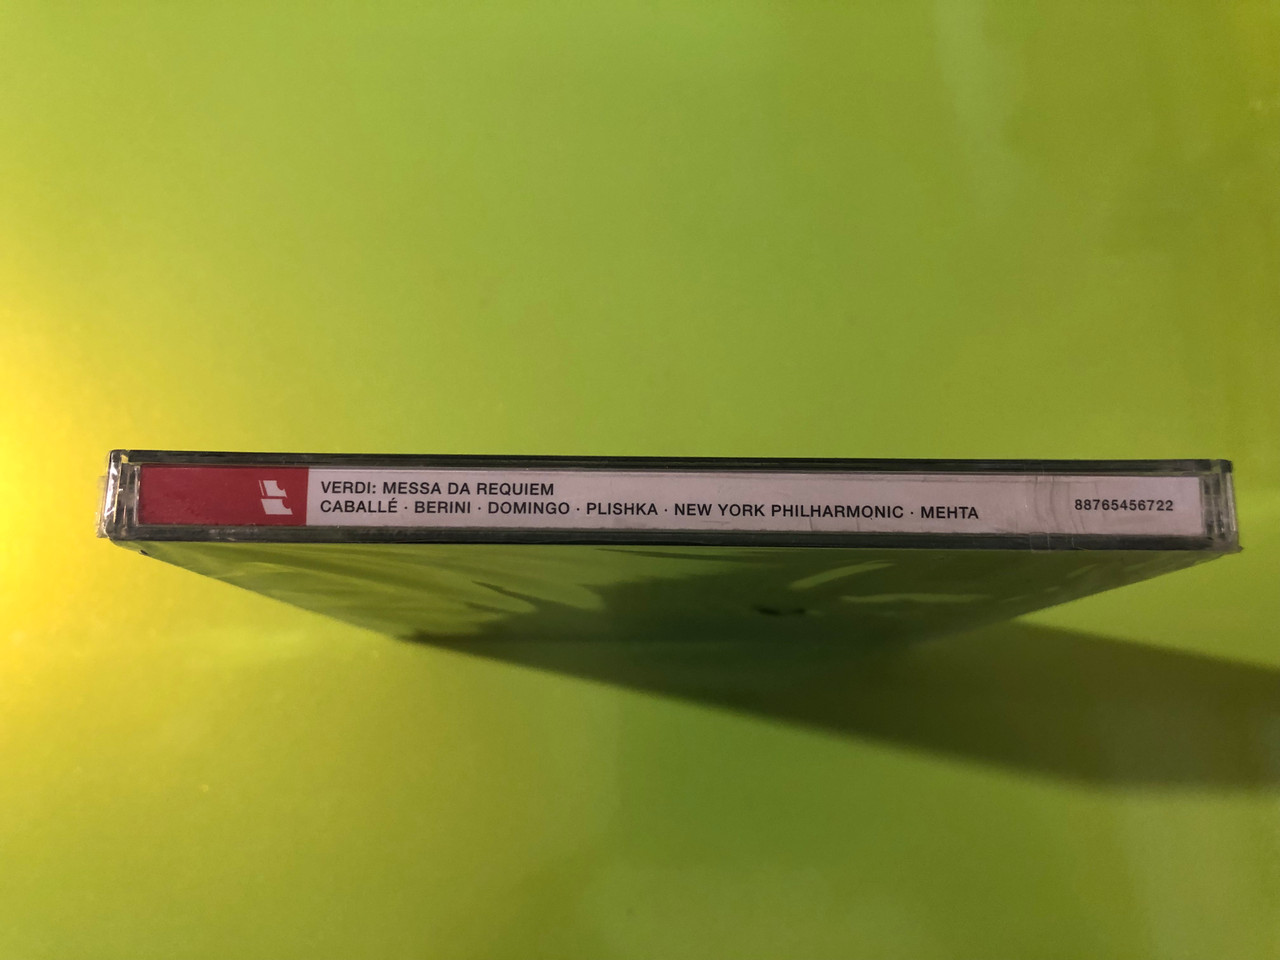 VERDI: MESSA DA REQUIEM
CABALLÉ · BERINI · DOMINGO · PLISHKA · NEW YORK PHILHARMONIC · MEHTA
88765456722